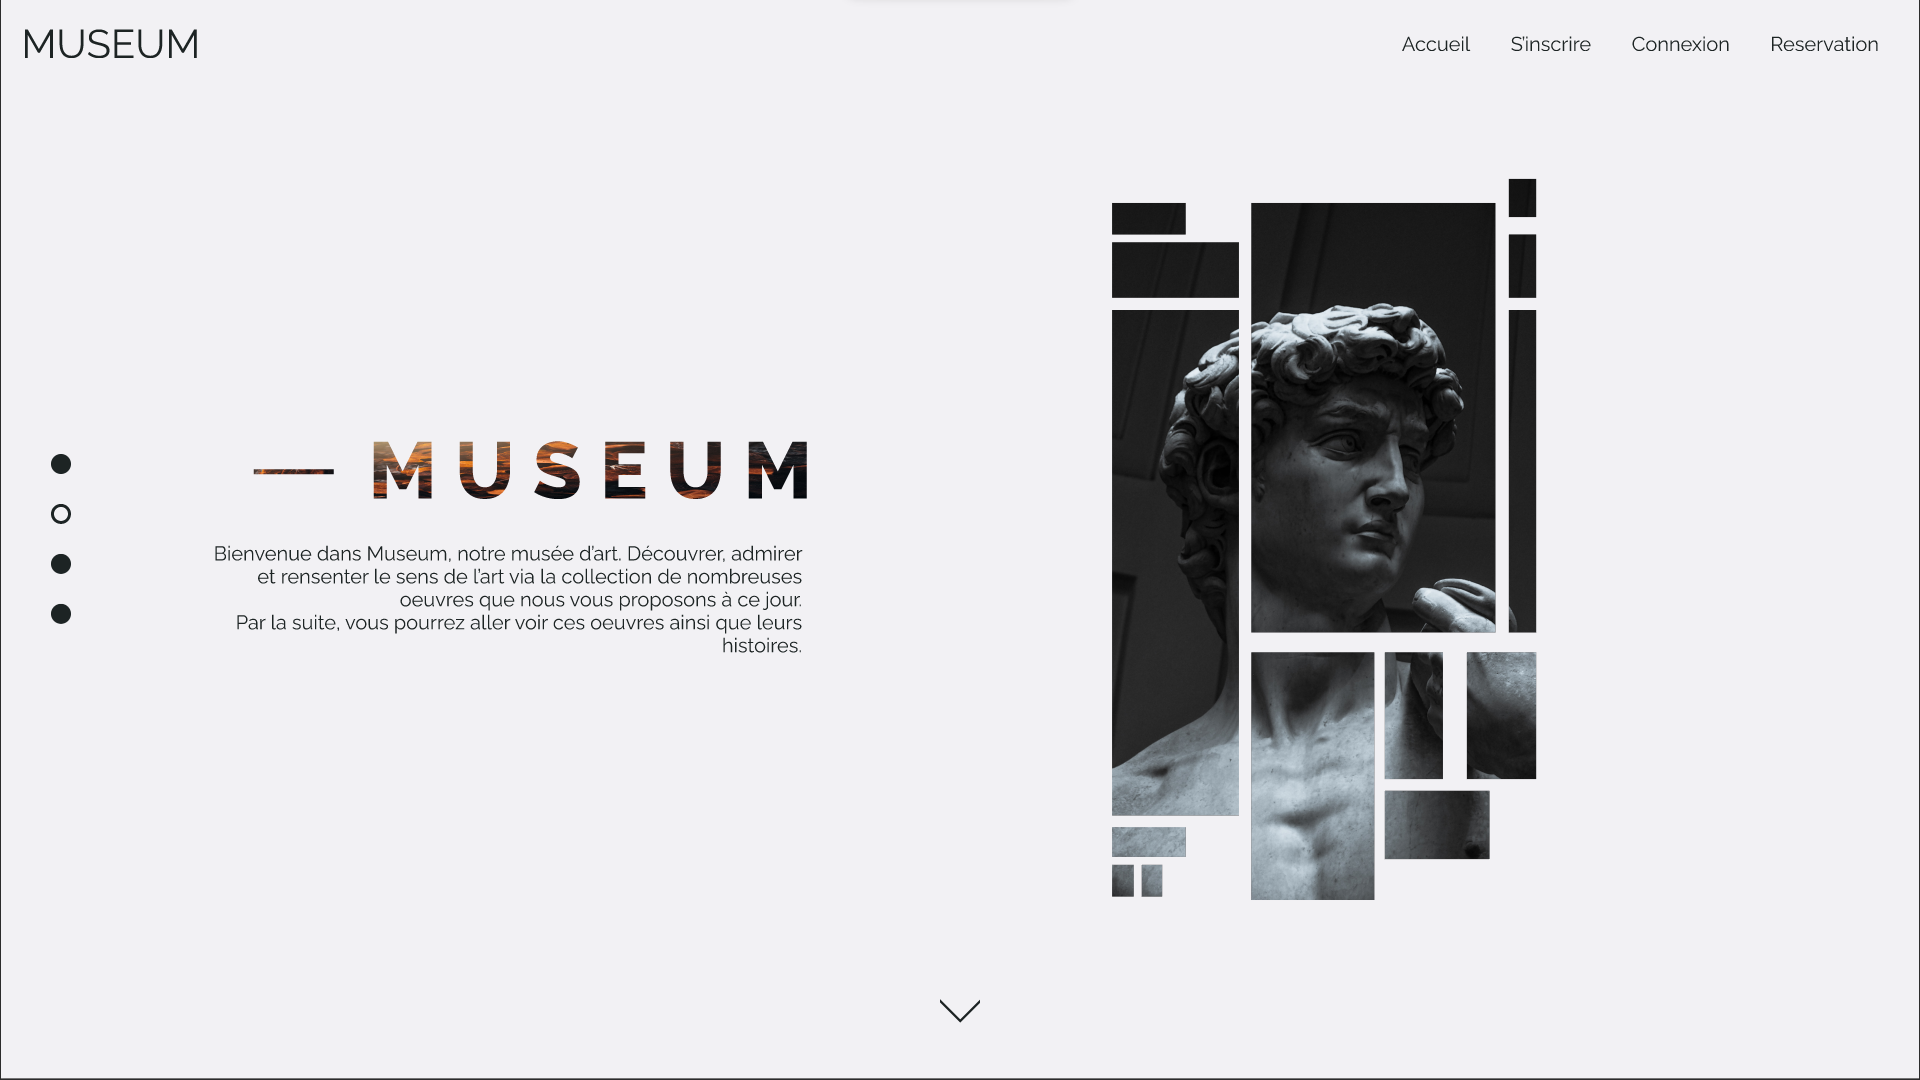 MUSEUM
Accueil S'inscrire Connexion Reservation
— MUSEUM
Bienvenue dans Museum, notre musée d'art. Découvrer, admirer
et rensenter le sens de l'art via la collection de nombreuses
oeuvres que nous vous proposons à ce jour.
Par la suite, vous pourrez aller voir ces oeuvres ainsi que leurs
histoires.